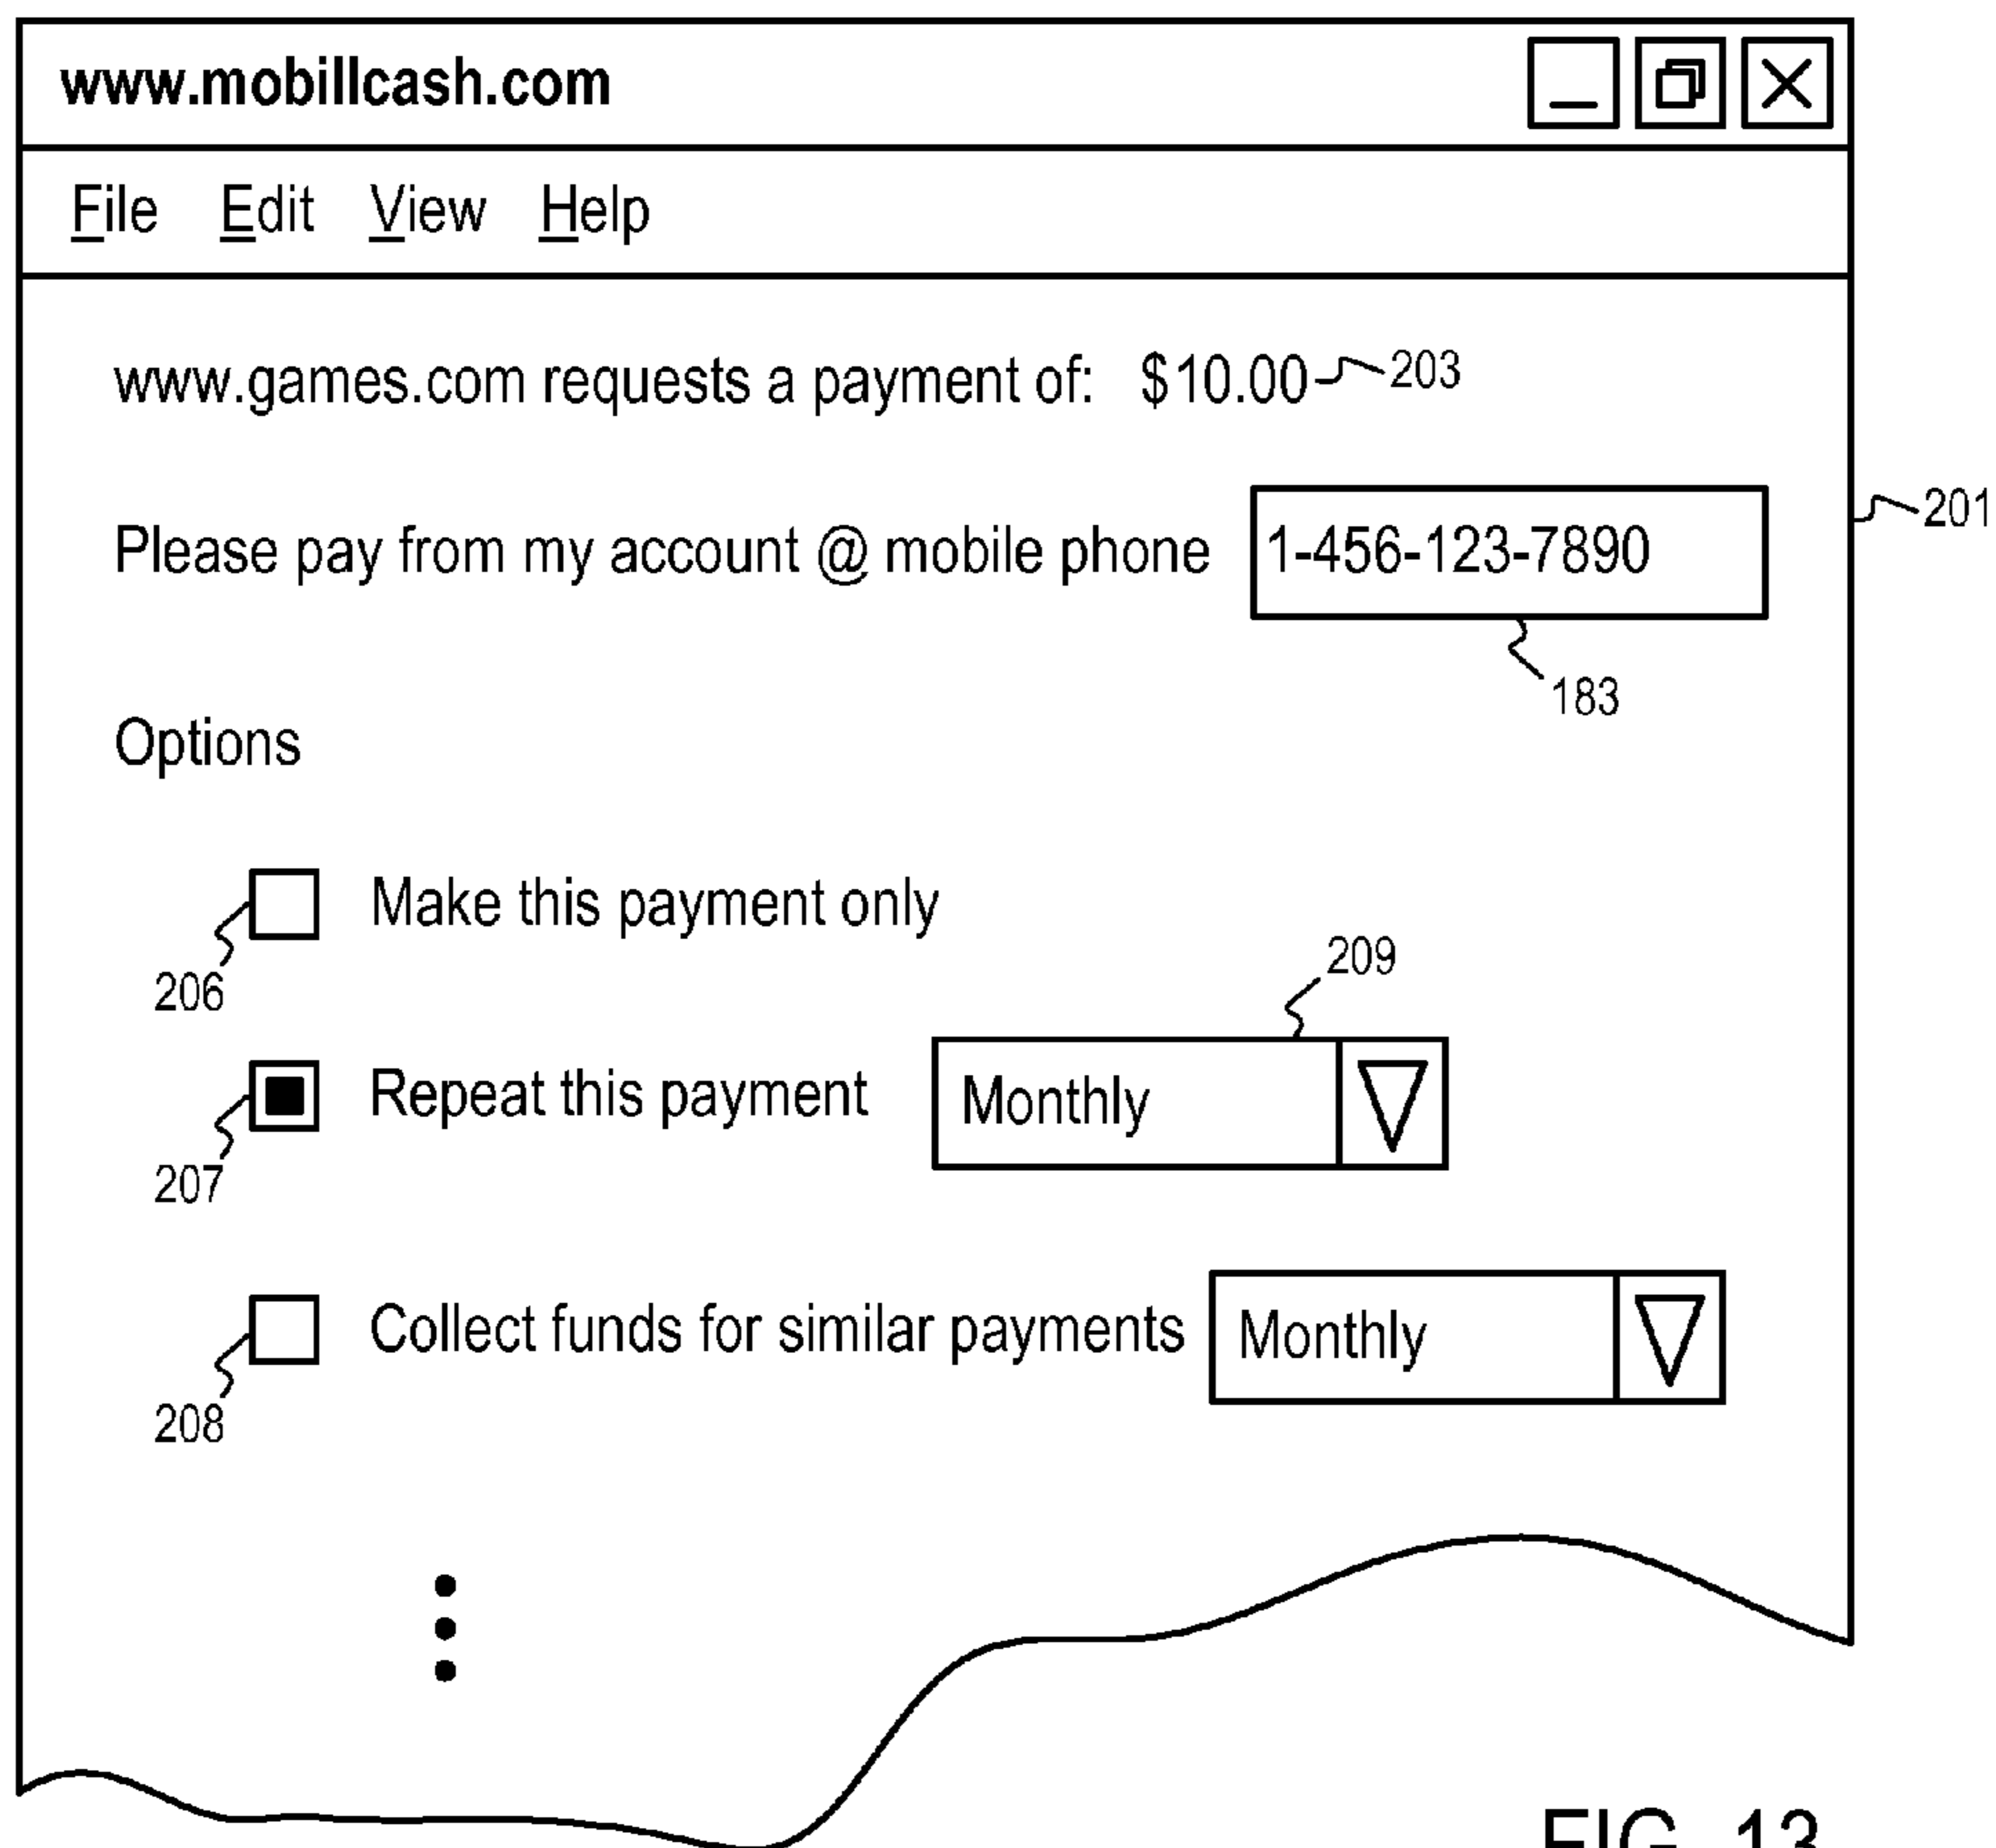 www.mobillcash.com
File Edit View Help
www.games.com requests a payment of: $10.00 203
Please pay from my account @ mobile phone 1-456-123-7890
201
183
Options
Make this payment only
206
209
Repeat this payment Monthly
207
Collect funds for similar payments Monthly
208
FIG. 13